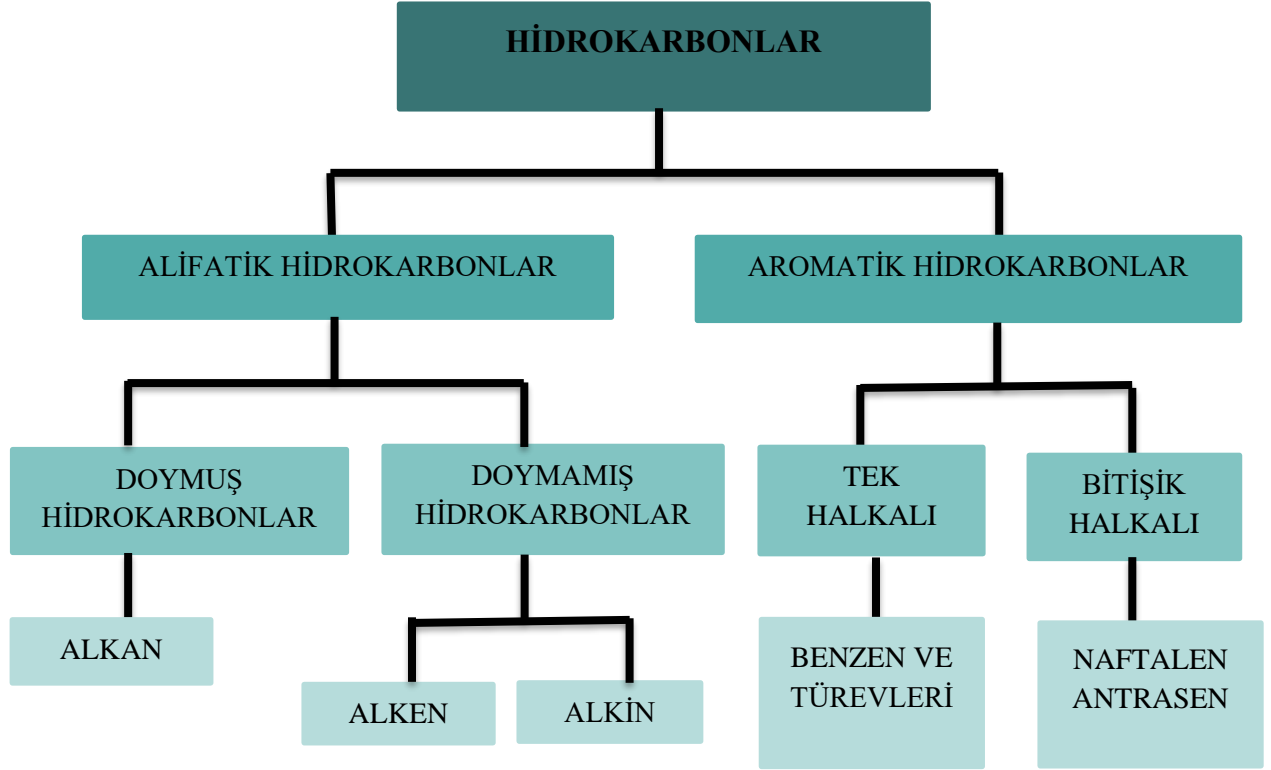 HİDROKARBONLAR
ALİFATİK HİDROKARBONLAR
AROMATİK HİDROKARBONLAR
DOYMUŞ
HİDROKARBONLAR
DOYMAMIŞ
HİDROKARBONLAR
TEK
HALKALI
BİTİŞİK
HALKALI
ALKAN
ALKEN
ALKİN
BENZEN VE
TÜREVLERİ
NAFTALEN
ANTRASEN